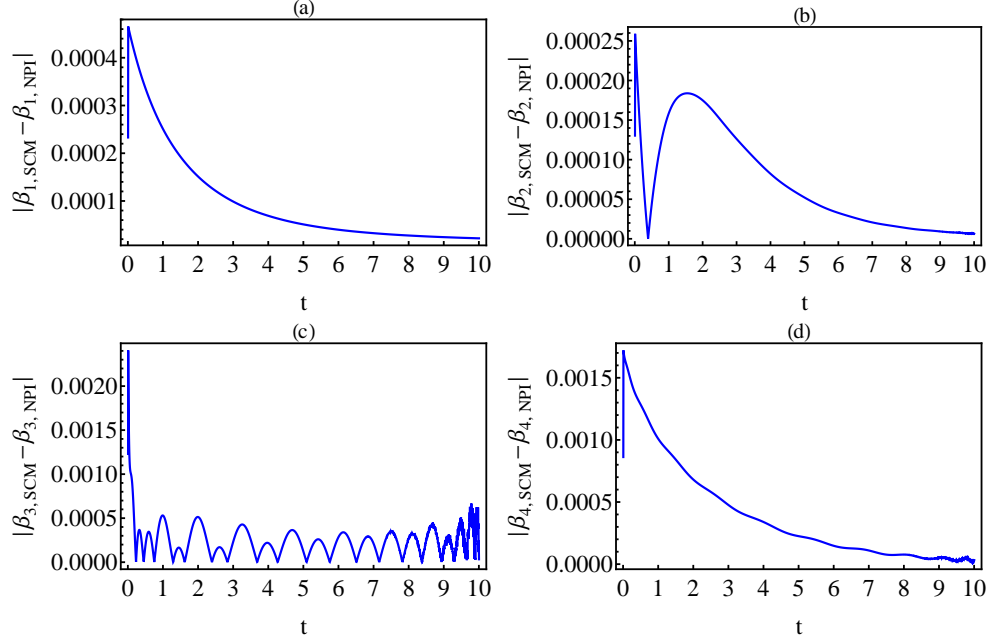 (a)
|β1,SCM−β1, NPI|
0.0004
0.0003
0.0002
0.0001
0 1 2 3 4 5 6 7 8 9 10
t
(b)
|β2,SCM−β2, NPI|
0.00025
0.00020
0.00015
0.00010
0.00005
0.00000
0 1 2 3 4 5 6 7 8 9 10
t
(c)
|β3,SCM−β3, NPI|
0.0020
0.0015
0.0010
0.0005
0.0000
0 1 2 3 4 5 6 7 8 9 10
t
(d)
|β4,SCM−β4, NPI|
0.0015
0.0010
0.0005
0.0000
0 1 2 3 4 5 6 7 8 9 10
t